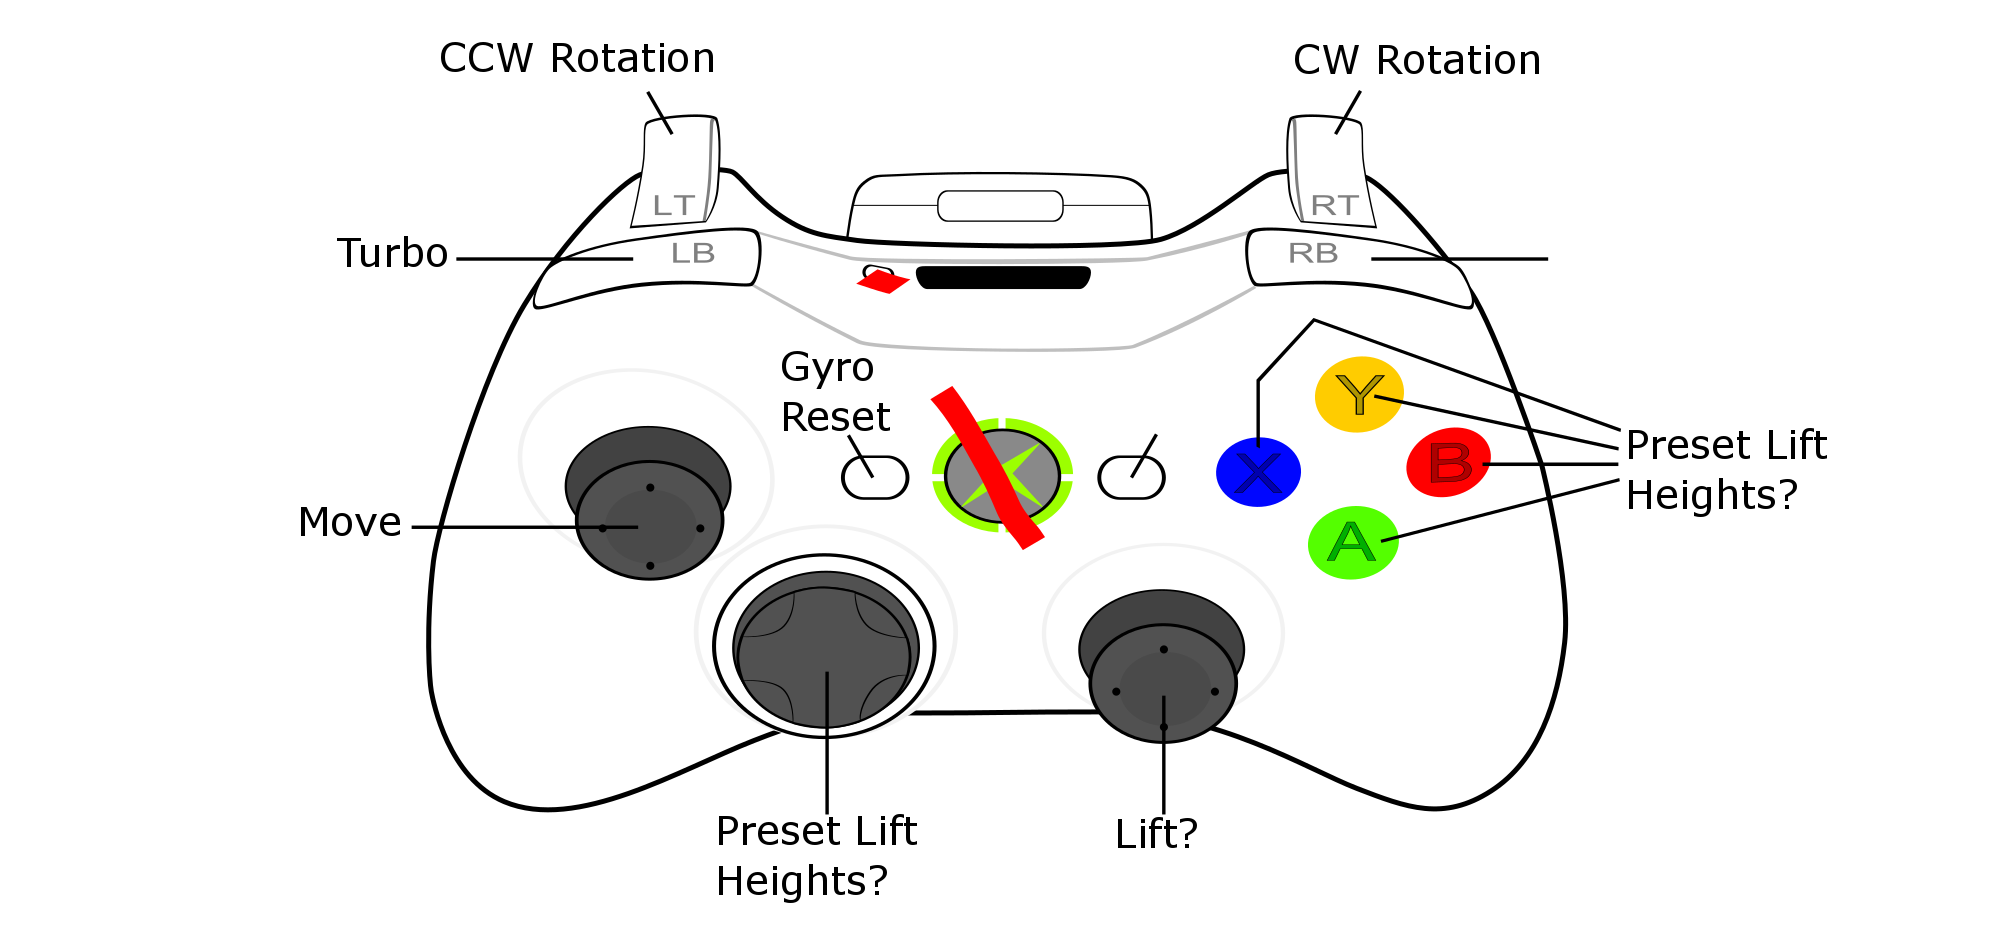 CCW Rotation
CW Rotation
LT
RT
Turbo
LB
RB
Gyro
Reset
Y
X
B
A
Preset Lift
Heights?
Move
Preset Lift
Heights?
Lift?